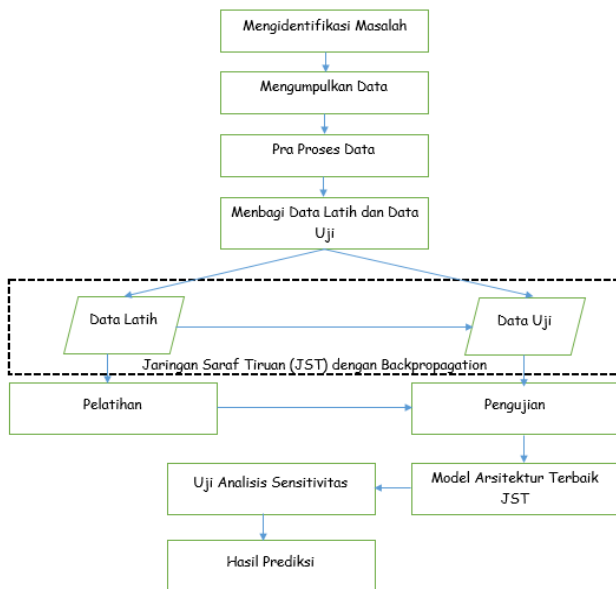 Mengidentifikasi Masalah
Mengumpulkan Data
Pra Proses Data
Menbagi Data Latih dan Data
Uji
Data Latih
Data Uji
Jaringan Saraf Tiruan (JST) dengan Backpropagation
Pelatihan
Pengujian
Uji Analisis Sensitivitas
Model Arsitektur Terbaik
JST
Hasil Prediksi